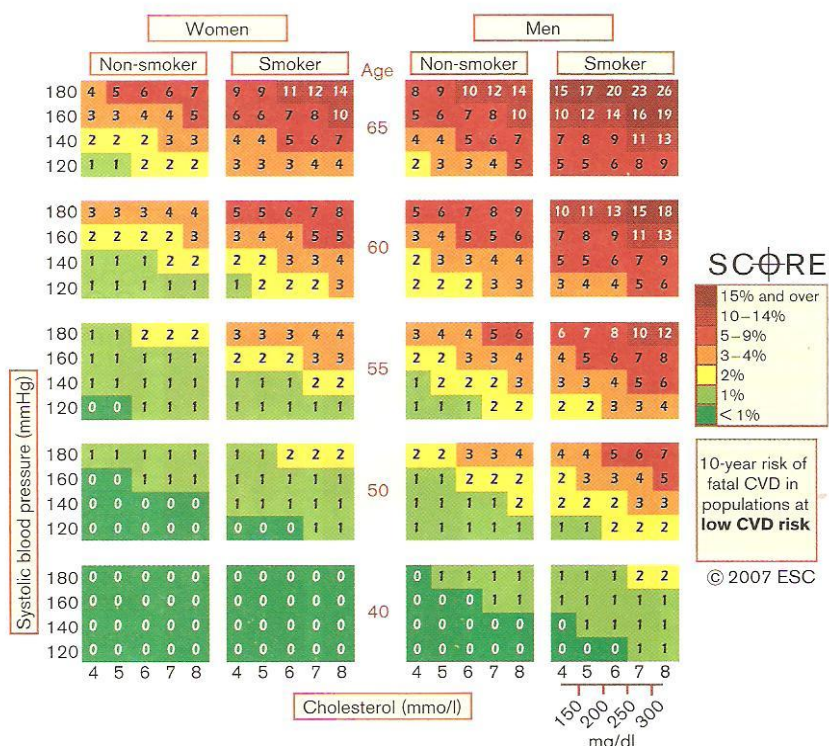 Women Men
Non-smoker Smoker Age Non-smoker Smoker
180 4 5 6 6 7 9 9 11 12 14 8 9 10 12 14 15 17 20 23 26
160 3 3 4 4 5 6 6 7 8 10 5 6 7 8 10 10 12 14 16 19
65
140 2 2 2 3 3 4 4 5 6 7 4 4 5 6 7 7 8 9 11 13
120 1 1 2 2 2 3 3 3 4 4 2 3 3 4 5 5 5 6 8 9
180 3 3 3 4 4 5 5 6 7 8 5 6 7 8 9 10 11 13 15 18
160 2 2 2 2 3 3 4 4 5 5 3 4 5 5 6 7 8 9 11 13
60
140 1 1 1 2 2 2 2 3 3 4 2 3 3 4 4 5 5 6 7 9
120 1 1 1 1 1 1 2 2 2 3 2 2 2 3 3 3 4 4 5 6
180 1 1 2 2 2 3 3 3 4 4 3 4 4 5 6 6 7 8 10 12
160 1 1 1 1 1 2 2 2 3 3 2 2 3 3 4 4 5 6 7 8
55
140 1 1 1 1 1 1 1 1 2 2 1 2 2 2 3 3 3 4 5 6
120 0 0 1 1 1 1 1 1 1 1 1 1 1 2 2 2 2 3 3 4
180 1 1 1 1 1 1 1 2 2 2 2 2 3 3 4 4 4 5 6 7
160 0 0 1 1 1 1 1 1 1 1 1 1 2 2 2 2 3 3 4 5
50
140 0 0 0 0 0 1 1 1 1 1 1 1 1 1 2 2 2 2 3 3
120 0 0 0 0 0 0 0 0 1 1 1 1 1 1 1 1 1 2 2 2
180 0 0 0 0 0 0 0 0 0 0 0 1 1 1 1 1 1 1 2 2
160 0 0 0 0 0 0 0 0 0 0 0 0 0 1 1 1 1 1 1 1
40
140 0 0 0 0 0 0 0 0 0 0 0 0 0 0 0 0 1 1 1 1
120 0 0 0 0 0 0 0 0 0 0 0 0 0 0 0 0 0 0 1 1
4 5 6 7 8 4 5 6 7 8 4 5 6 7 8 4 5 6 7 8
Systolic blood pressure (mmHg)
Cholesterol (mmo/l)
150 200 250 300
mg/dl
SCORE
15% and over
10–14%
5–9%
3–4%
2%
1%
< 1%
10-year risk of
fatal CVD in
populations at
low CVD risk
© 2007 ESC